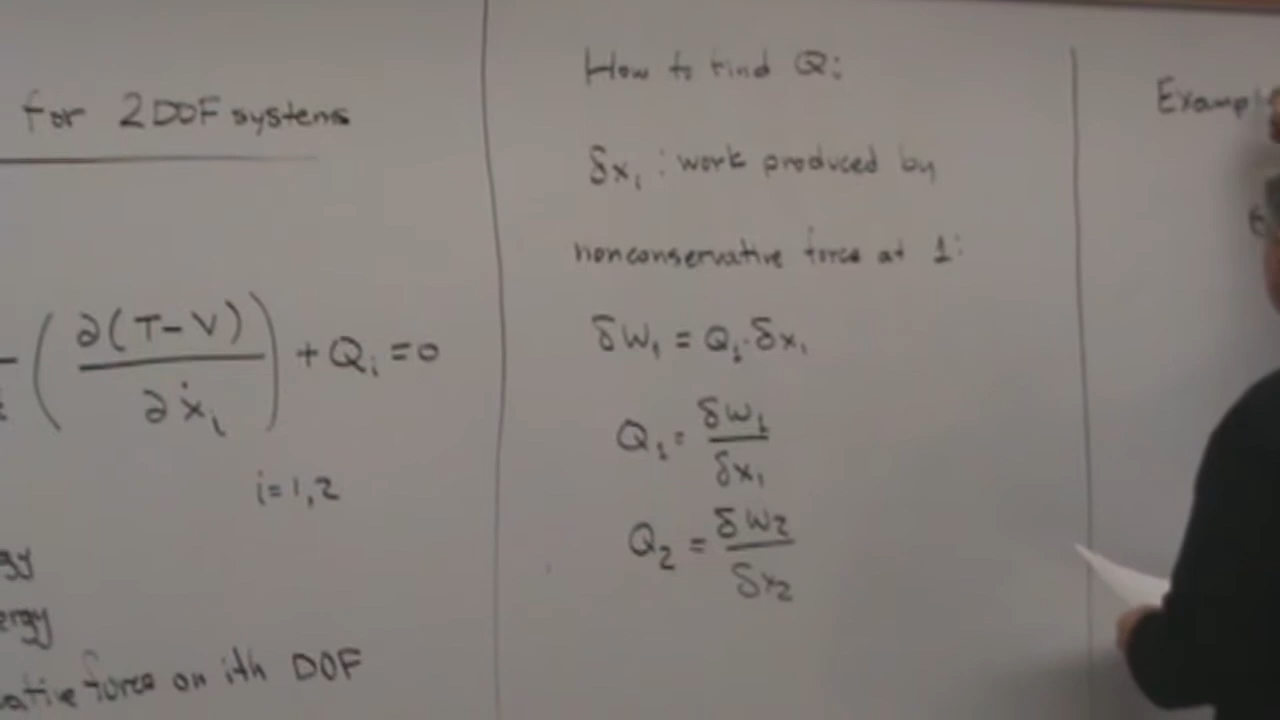 for 2DOF systems
( ∂(T-V) / ∂ẋᵢ ) + Qᵢ = 0
i=1,2
force on ith DOF
How to find Q:
δx₁ : work produced by
nonconservative force at 1:
δW₁ = Q₁·δx₁
Q₁ = δW₁ / δx₁
Q₂ = δW₂ / δx₂